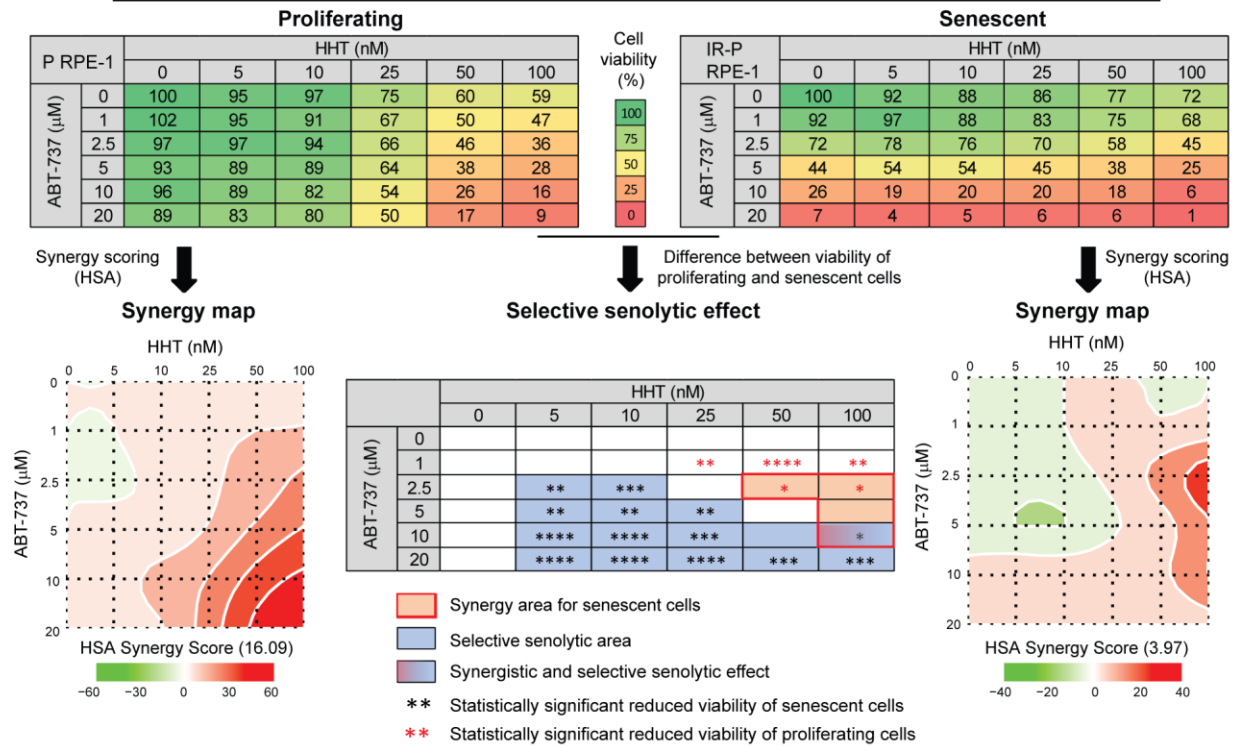 Proliferating
P RPE-1
HHT (nM)
0 5 10 25 50 100
ABT-737 (μM)
0 100 95 97 75 60 59
1 102 95 91 67 50 47
2.5 97 97 94 66 46 36
5 93 89 89 64 38 28
10 96 89 82 54 26 16
20 89 83 80 50 17 9
Cell
viability
(%)
100
75
50
25
0
Senescent
IR-P
RPE-1
HHT (nM)
0 5 10 25 50 100
ABT-737 (μM)
0 100 92 88 86 77 72
1 92 97 88 83 75 68
2.5 72 78 76 70 58 45
5 44 54 54 45 38 25
10 26 19 20 20 18 6
20 7 4 5 6 6 1
Synergy scoring
(HSA)
Difference between viability of
proliferating and senescent cells
Synergy scoring
(HSA)
Synergy map
HHT (nM)
0 5 10 25 50 100
ABT-737 (μM)
0
1
2.5
5
10
20
HSA Synergy Score (16.09)
−60 −30 0 30 60
Selective senolytic effect
HHT (nM)
0 5 10 25 50 100
ABT-737 (μM)
0
1 ** **** **
2.5 ** *** * *
5 ** ** **
10 **** **** *** *
20 **** **** **** *** ***
Synergy area for senescent cells
Selective senolytic area
Synergistic and selective senolytic effect
** Statistically significant reduced viability of senescent cells
** Statistically significant reduced viability of proliferating cells
Synergy map
HHT (nM)
0 5 10 25 50 100
ABT-737 (μM)
0
1
2.5
5
10
20
HSA Synergy Score (3.97)
−40 −20 0 20 40